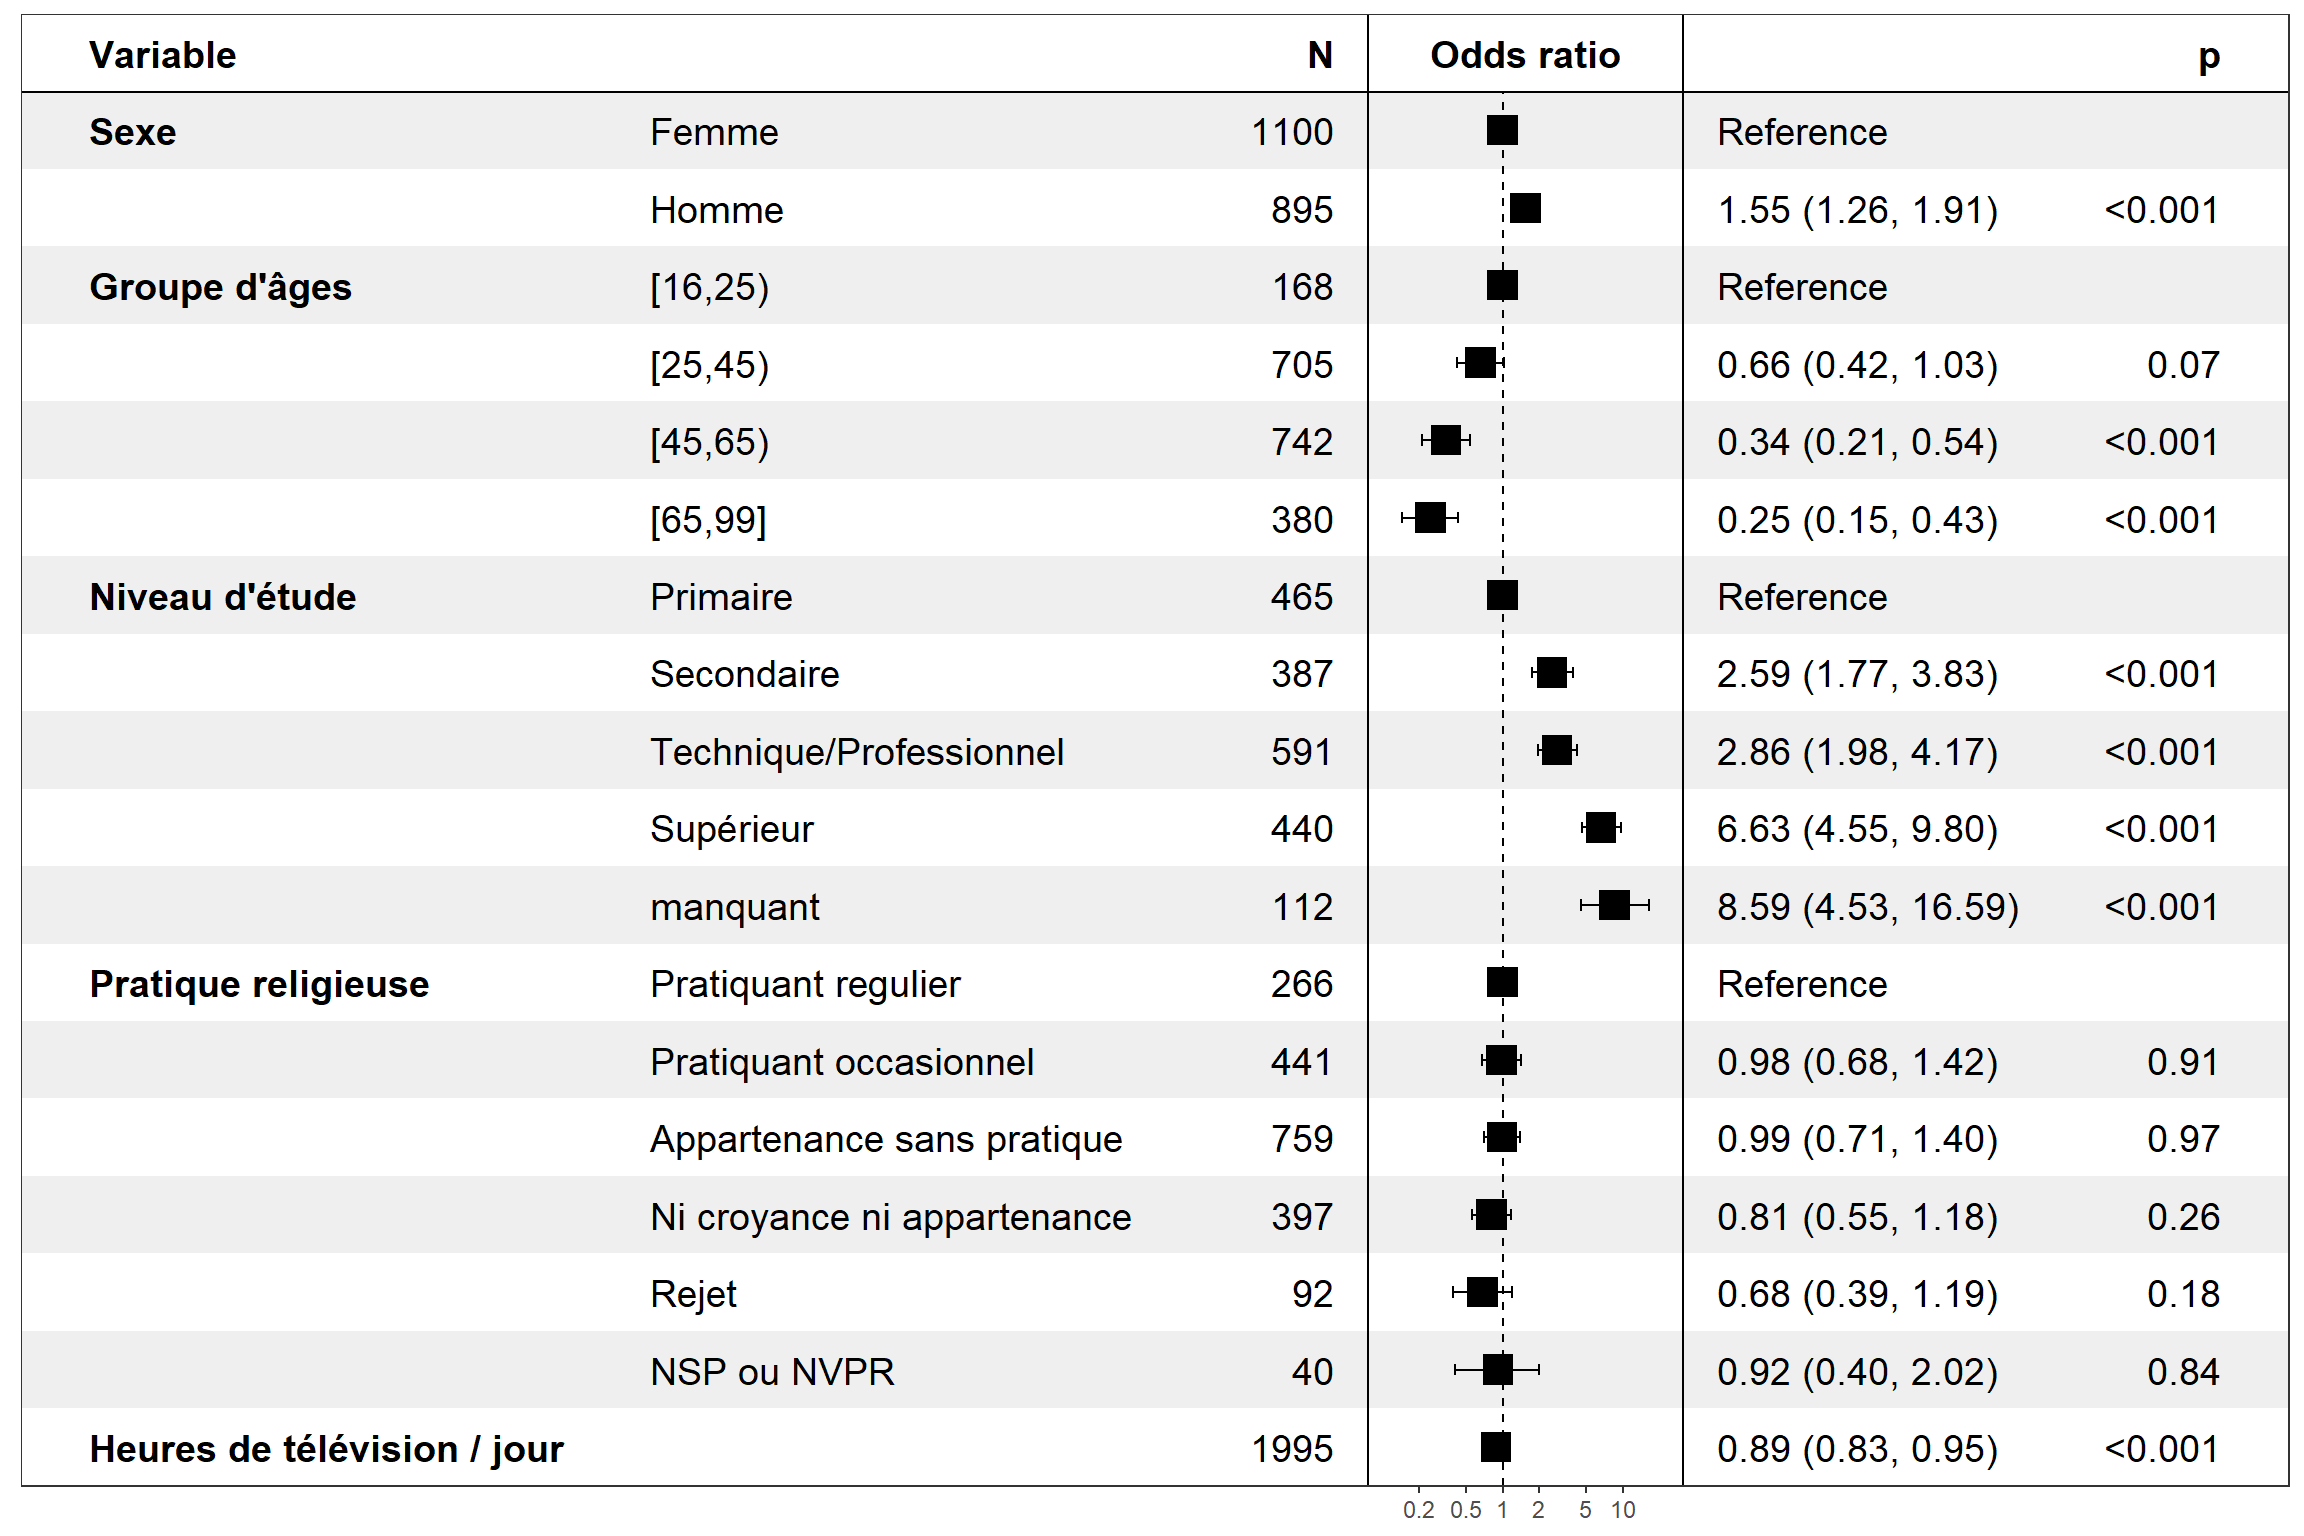 Variable N Odds ratio p
Sexe Femme 1100 Reference
Homme 895 1.55 (1.26, 1.91) <0.001
Groupe d'âges [16,25) 168 Reference
[25,45) 705 0.66 (0.42, 1.03) 0.07
[45,65) 742 0.34 (0.21, 0.54) <0.001
[65,99] 380 0.25 (0.15, 0.43) <0.001
Niveau d'étude Primaire 465 Reference
Secondaire 387 2.59 (1.77, 3.83) <0.001
Technique/Professionnel 591 2.86 (1.98, 4.17) <0.001
Supérieur 440 6.63 (4.55, 9.80) <0.001
manquant 112 8.59 (4.53, 16.59) <0.001
Pratique religieuse Pratiquant regulier 266 Reference
Pratiquant occasionnel 441 0.98 (0.68, 1.42) 0.91
Appartenance sans pratique 759 0.99 (0.71, 1.40) 0.97
Ni croyance ni appartenance 397 0.81 (0.55, 1.18) 0.26
Rejet 92 0.68 (0.39, 1.19) 0.18
NSP ou NVPR 40 0.92 (0.40, 2.02) 0.84
Heures de télévision / jour 1995 0.89 (0.83, 0.95) <0.001
0.2 0.5 1 2 5 10